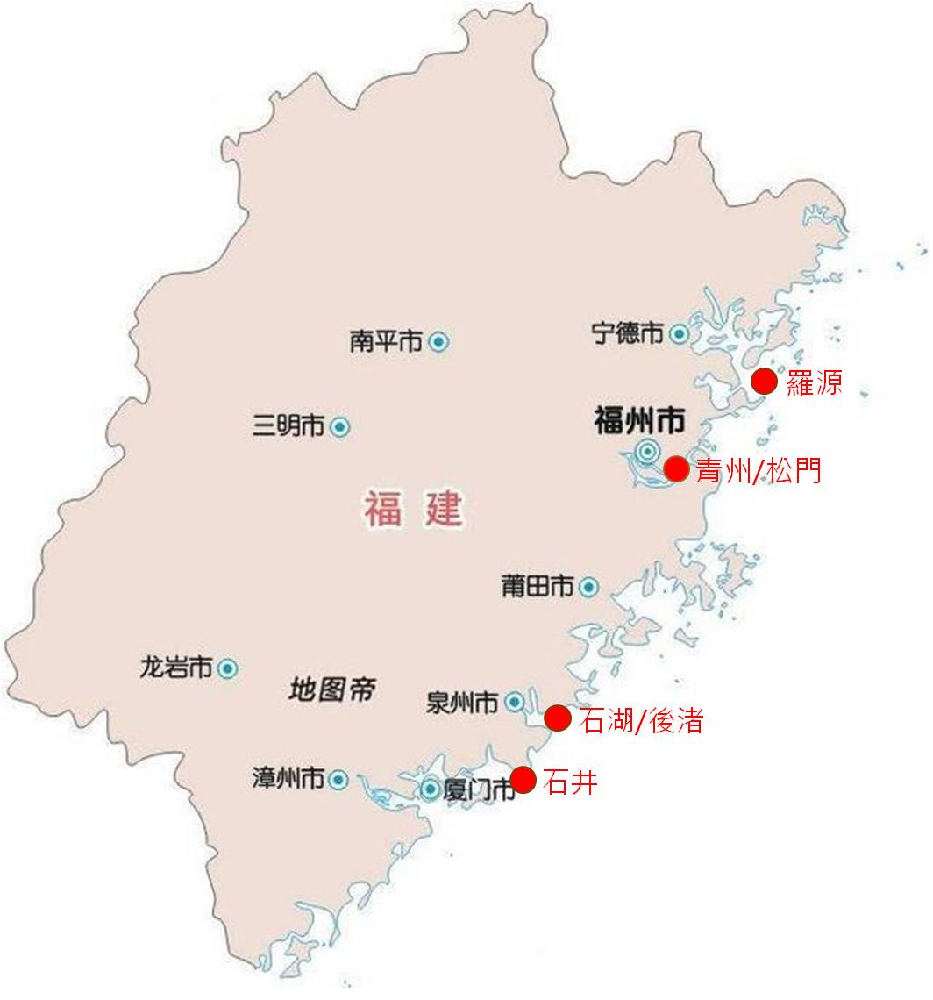 南平市
宁德市
羅源
福州市
三明市
青州/松門
福 建
莆田市
龙岩市
地图帝
泉州市
石湖/後渚
漳州市
厦门市
石井